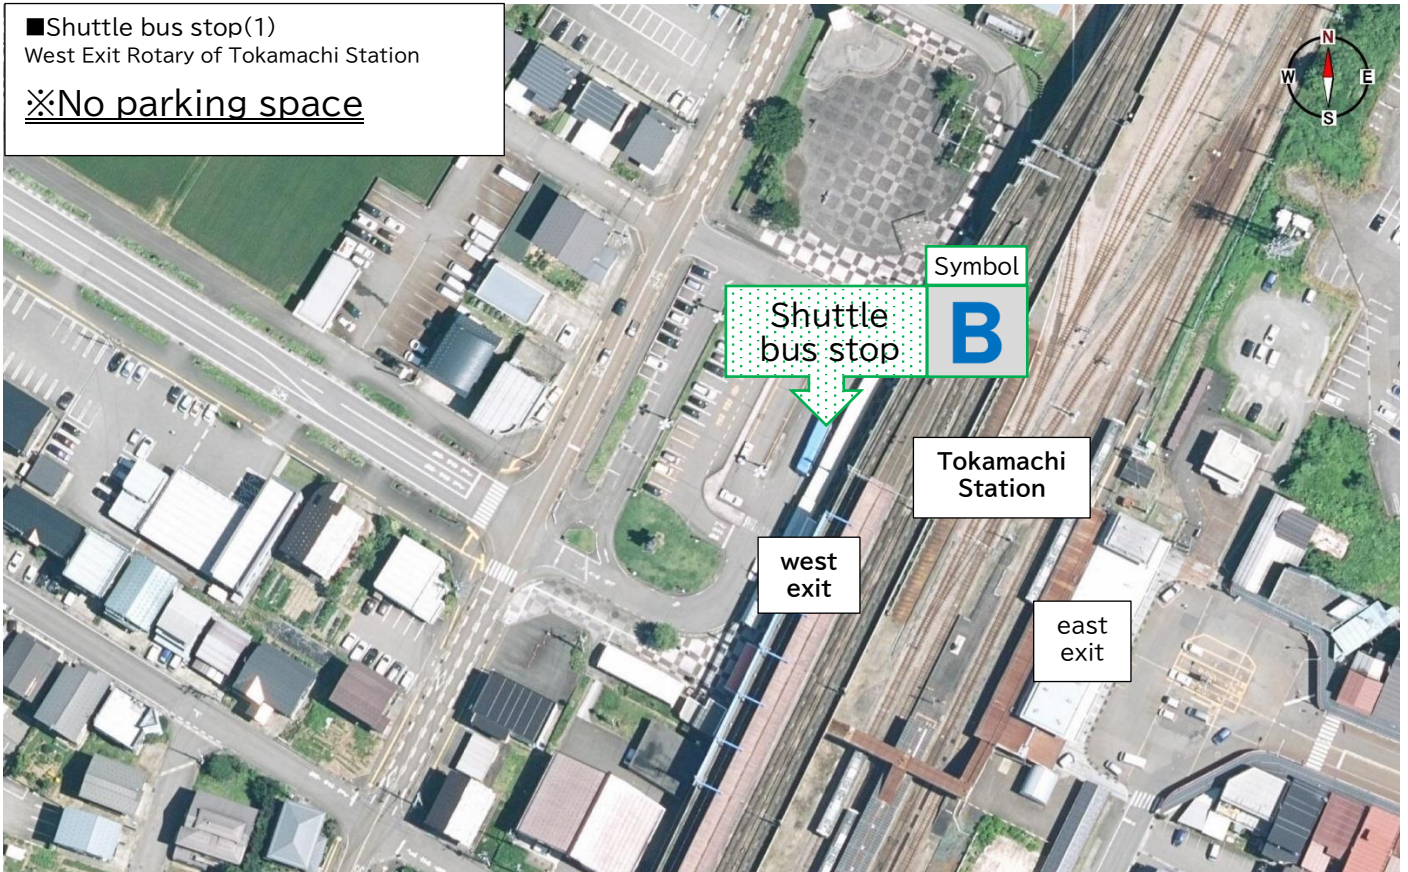 ■Shuttle bus stop(1)
West Exit Rotary of Tokamachi Station
※No parking space
N
W
E
S
Symbol
Shuttle
bus stop
B
Tokamachi
Station
west
exit
east
exit